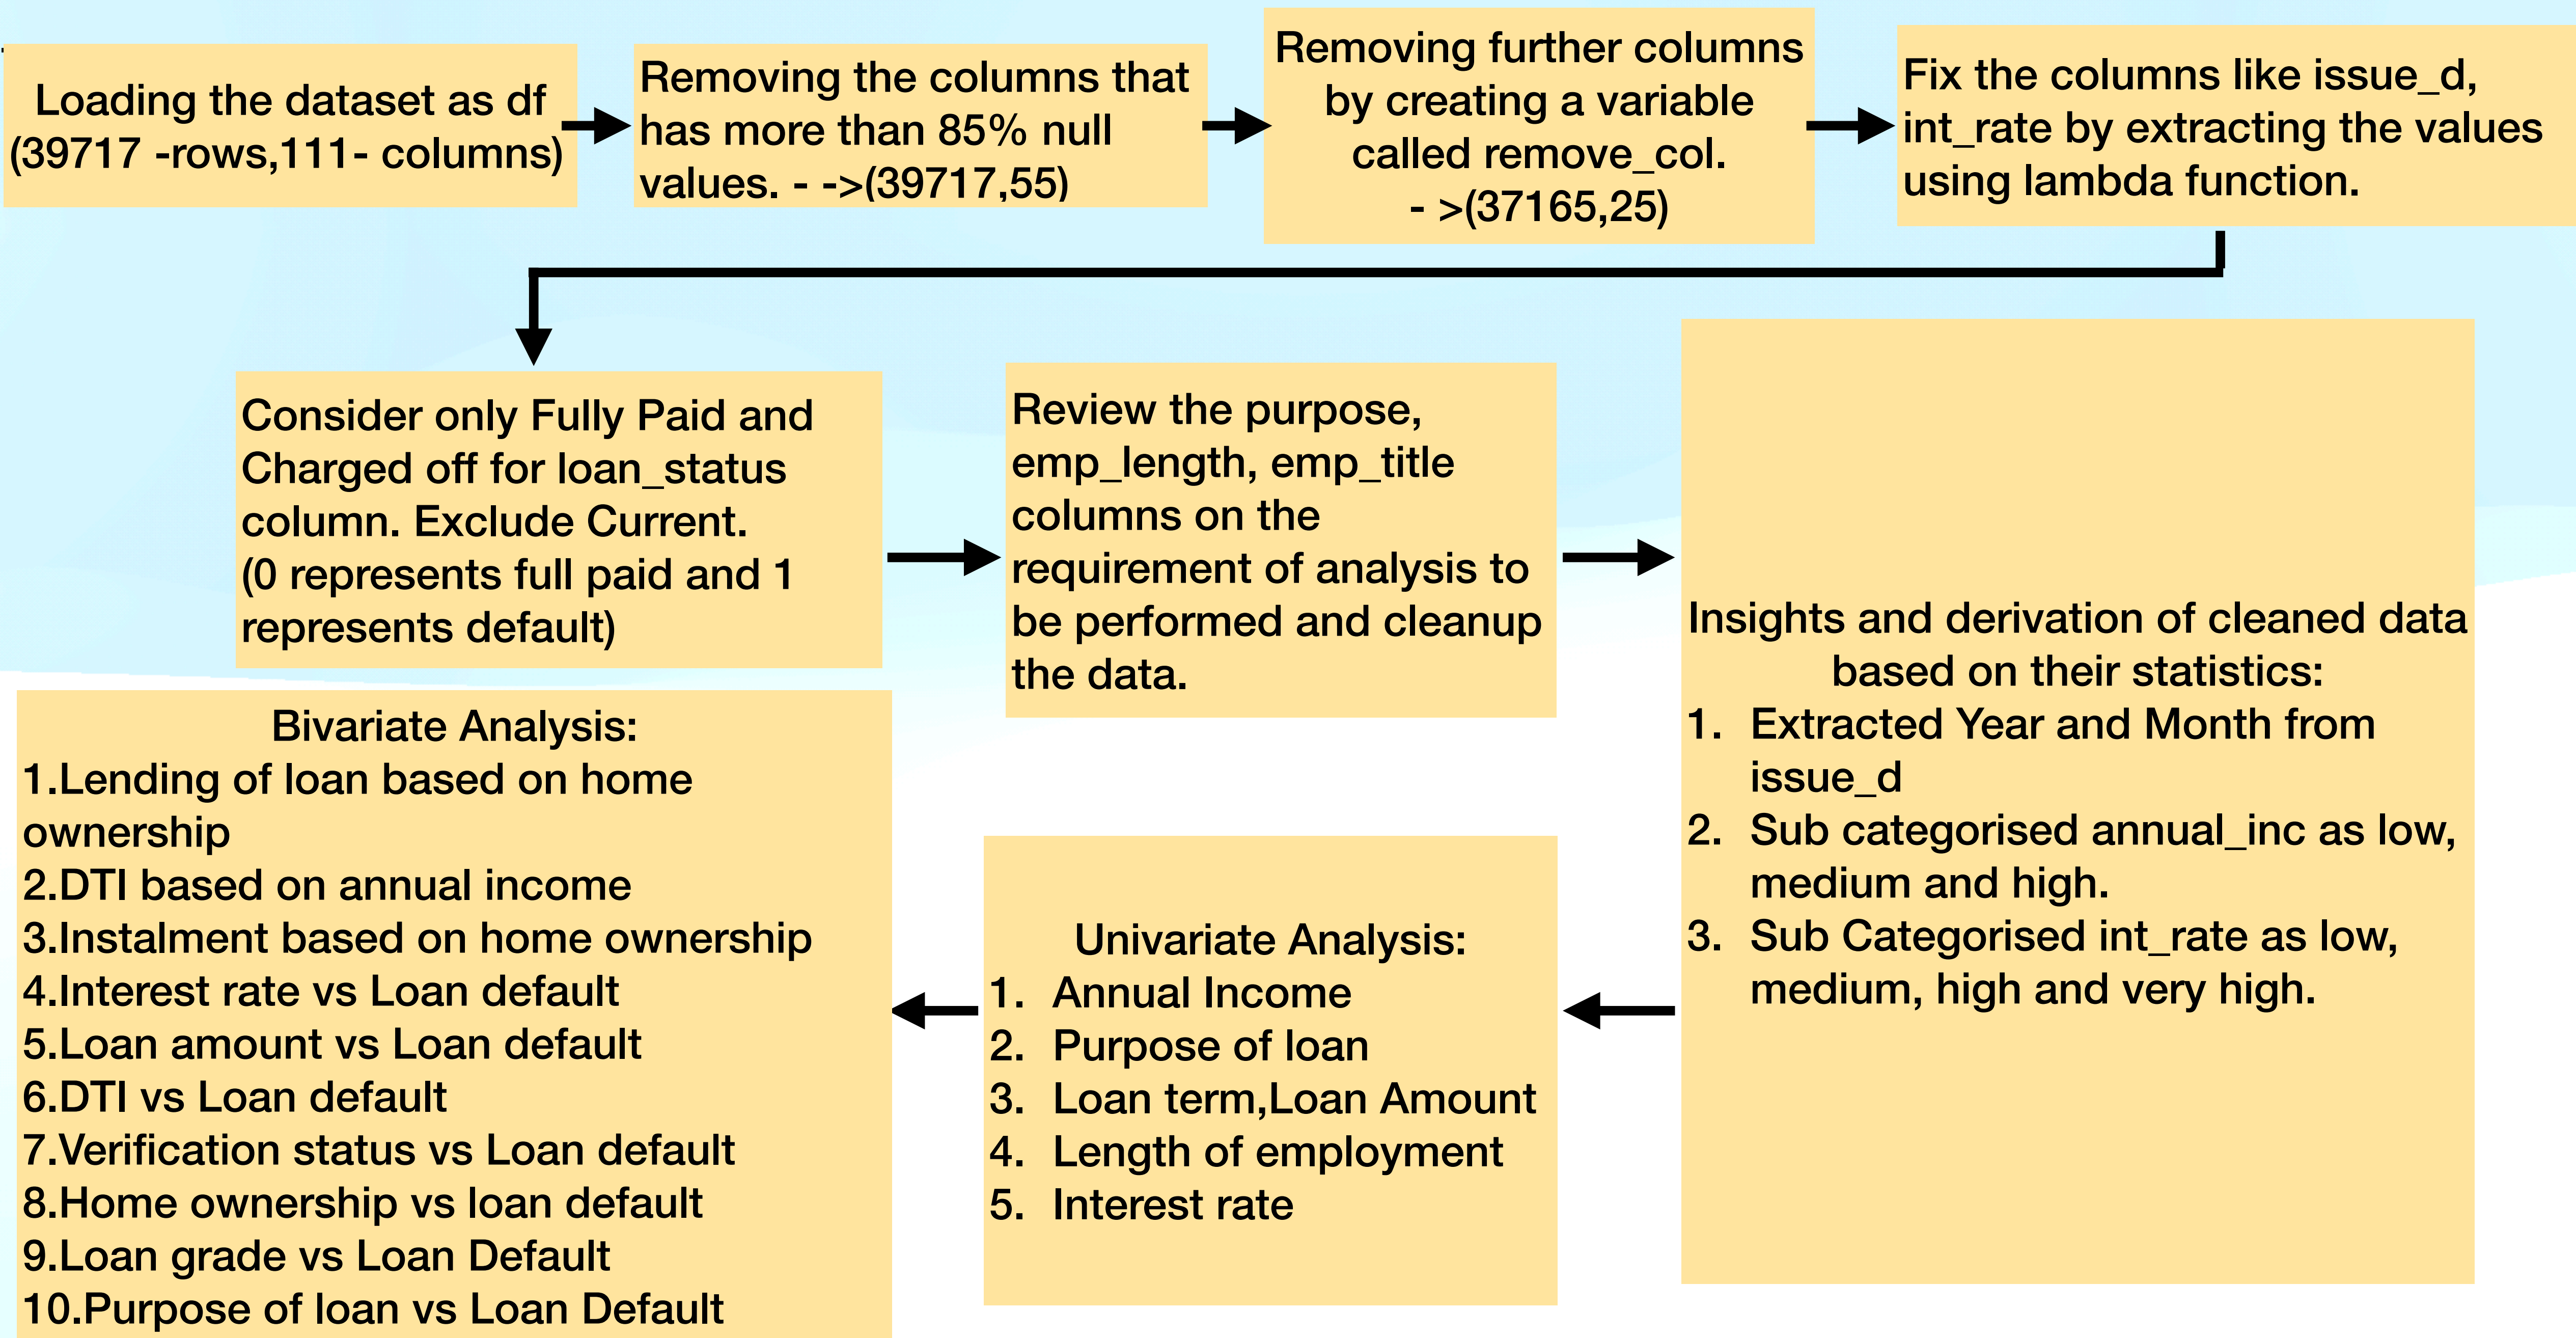 Loading the dataset as df
(39717 -rows,111- columns)
Removing the columns that
has more than 85% null
values. - ->(39717,55)
Removing further columns
by creating a variable
called remove_col.
- >(37165,25)
Fix the columns like issue_d,
int_rate by extracting the values
using lambda function.
Consider only Fully Paid and
Charged off for loan_status
column. Exclude Current.
(0 represents full paid and 1
represents default)
Review the purpose,
emp_length, emp_title
columns on the
requirement of analysis to
be performed and cleanup
the data.
Insights and derivation of cleaned data
based on their statistics:
1. Extracted Year and Month from
issue_d
2. Sub categorised annual_inc as low,
medium and high.
3. Sub Categorised int_rate as low,
medium, high and very high.
Univariate Analysis:
1. Annual Income
2. Purpose of loan
3. Loan term,Loan Amount
4. Length of employment
5. Interest rate
Bivariate Analysis:
1.Lending of loan based on home
ownership
2.DTI based on annual income
3.Instalment based on home ownership
4.Interest rate vs Loan default
5.Loan amount vs Loan default
6.DTI vs Loan default
7.Verification status vs Loan default
8.Home ownership vs loan default
9.Loan grade vs Loan Default
10.Purpose of loan vs Loan Default